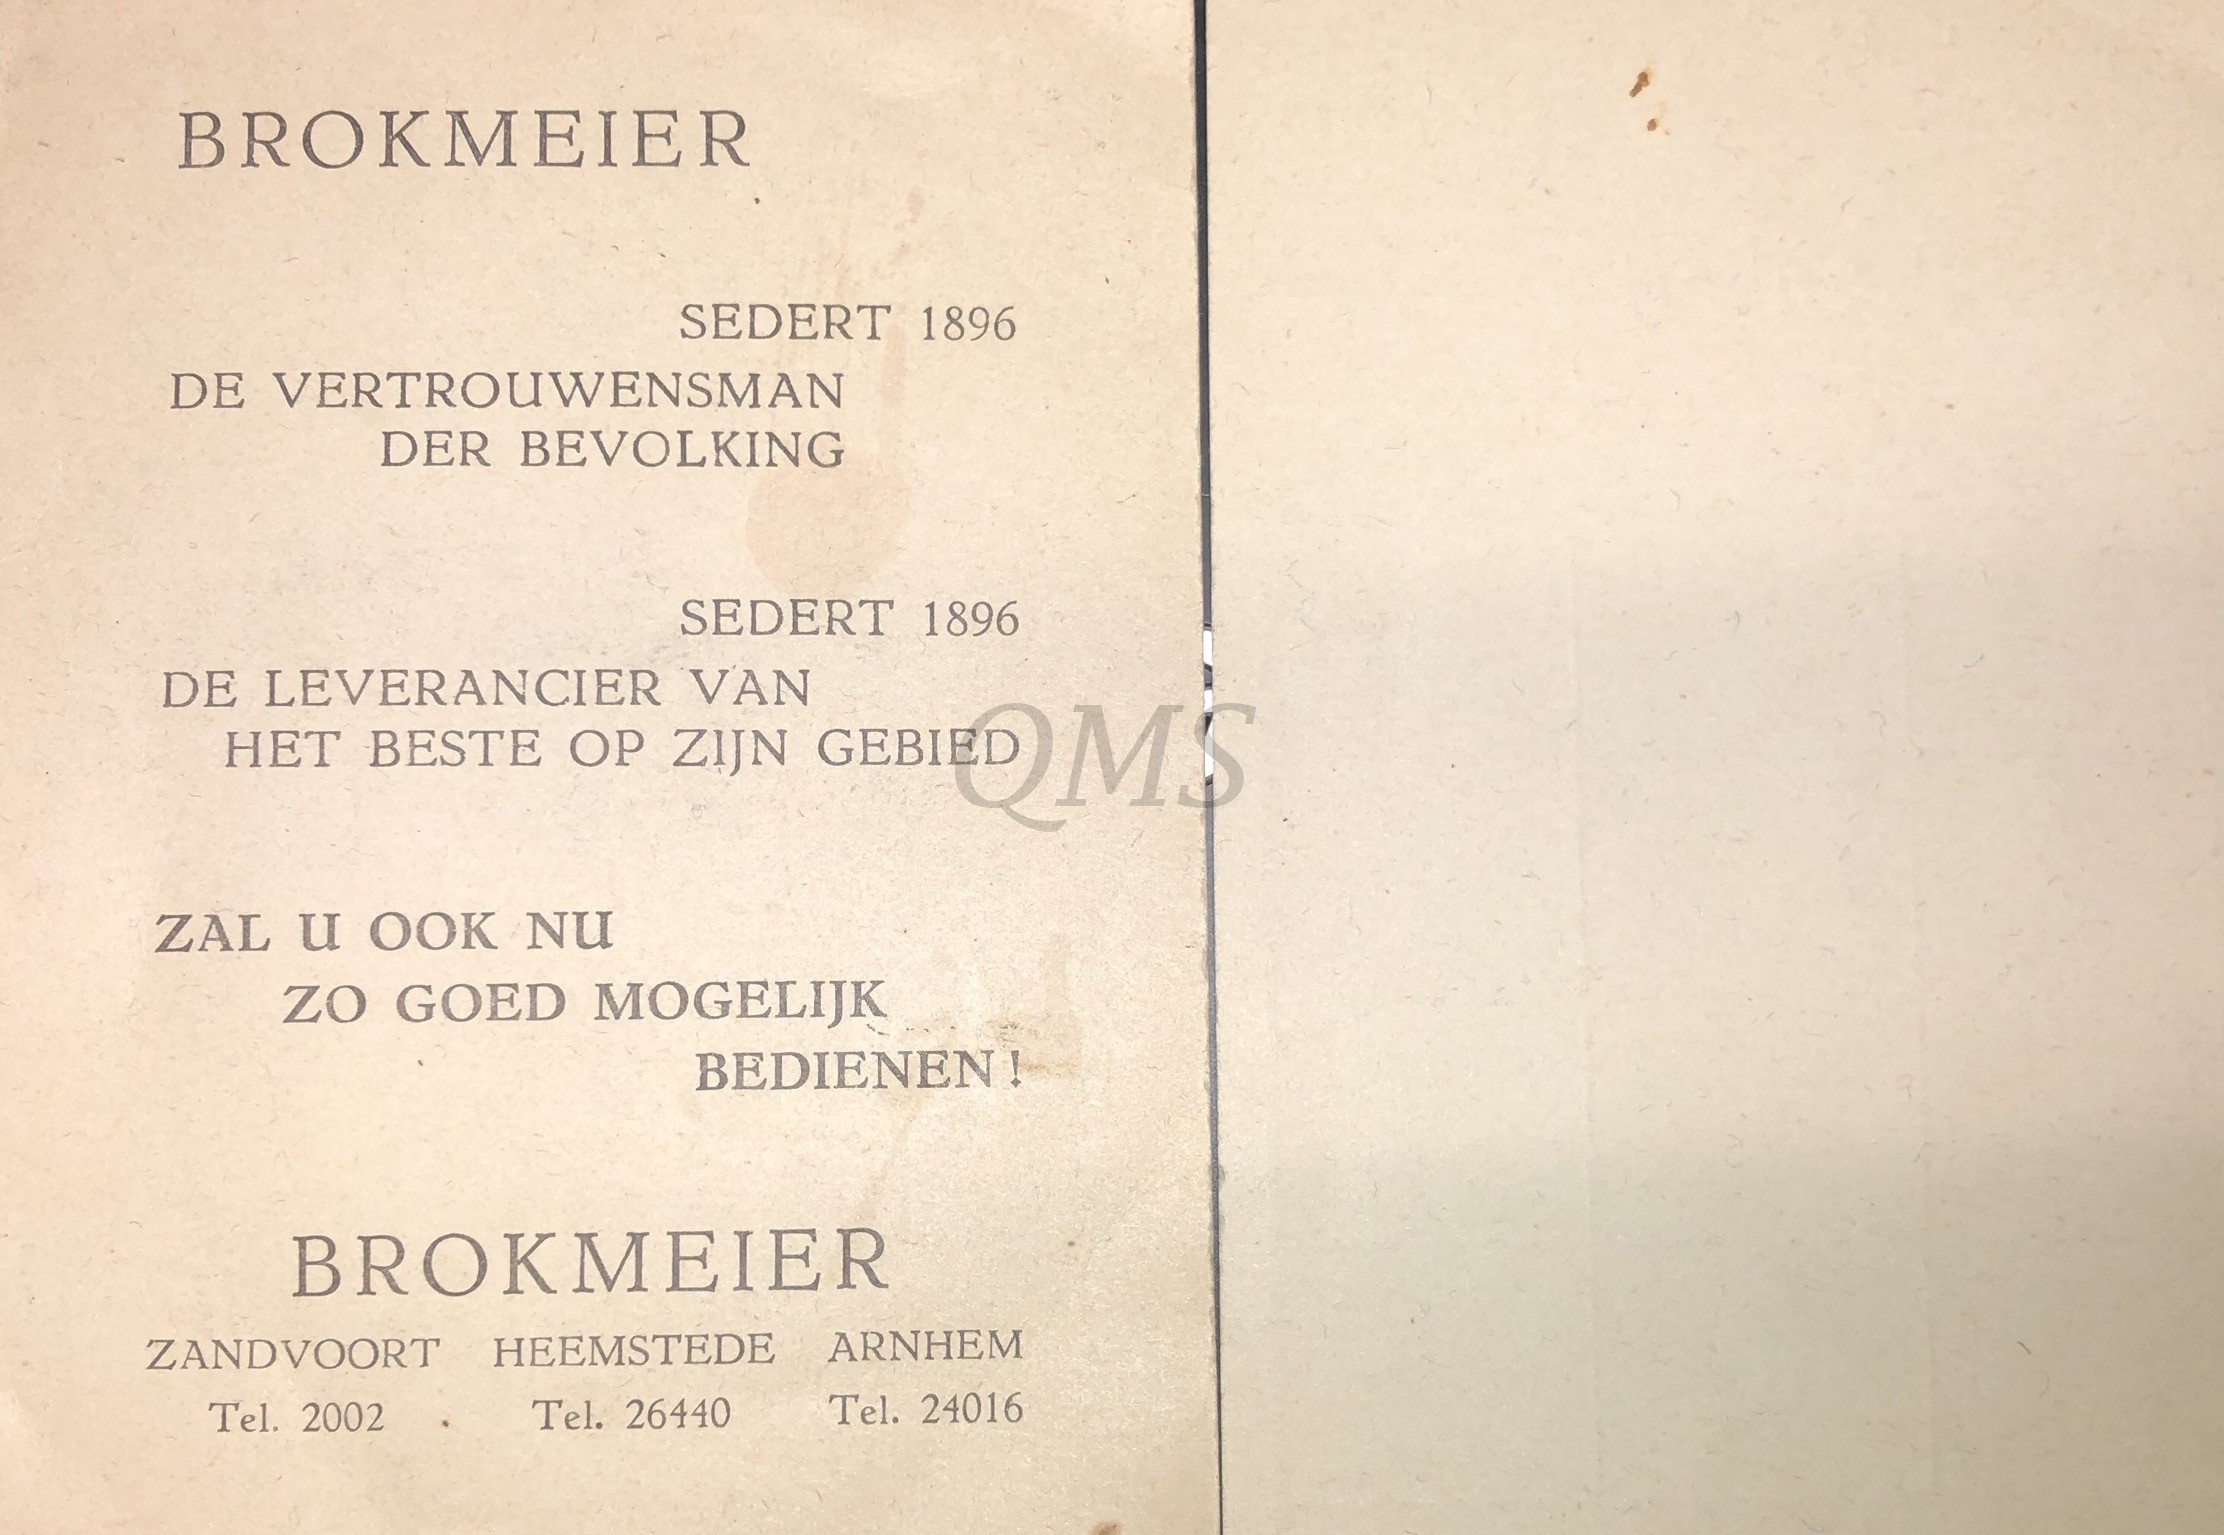 BROKMEIER
SEDERT 1896
DE VERTROUWENSMAN
DER BEVOLKING
SEDERT 1896
DE LEVERANCIER VAN
HET BESTE OP ZIJN GEBIED
QMS
ZAL U OOK NU
ZO GOED MOGELIJK
BEDIENEN!
BROKMEIER
ZANDVOORT HEEMSTEDE ARNHEM
Tel. 2002 Tel. 26440 Tel. 24016